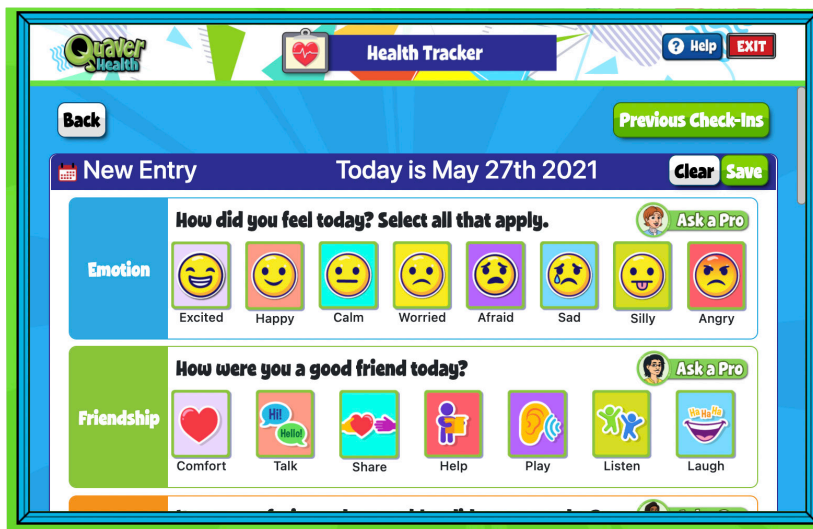 Quaver
Health
Health Tracker
Help
EXIT
Back
Previous Check-Ins
New Entry
Today is May 27th 2021
Clear
Save
How did you feel today? Select all that apply.
Ask a Pro
Emotion
Excited
Happy
Calm
Worried
Afraid
Sad
Silly
Angry
How were you a good friend today?
Ask a Pro
Friendship
Hi!
Hello!
Ha Ha Ha
Comfort
Talk
Share
Help
Play
Listen
Laugh